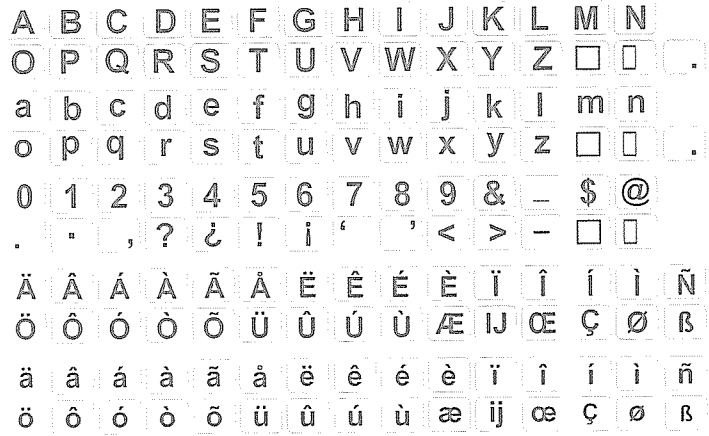 A B C D E F G H I J K L M N
O P Q R S T U V W X Y Z □ ▯ .
a b c d e f g h i j k l m n
o p q r s t u v w x y z □ ▯ .
0 1 2 3 4 5 6 7 8 9 & _ $ @
. · , ? ¿ ! ¡ ‘ ’ < > – □ ▯
Ä Â Á À Ã Å Ë Ê É È Ï Î Í Ì Ñ
Ö Ô Ó Ò Õ Ü Û Ú Ù Æ IJ Œ Ç Ø ß
ä â á à ã å ë ê é è ï î í ì ñ
ö ô ó ò õ ü û ú ù æ ij œ ç ø ß